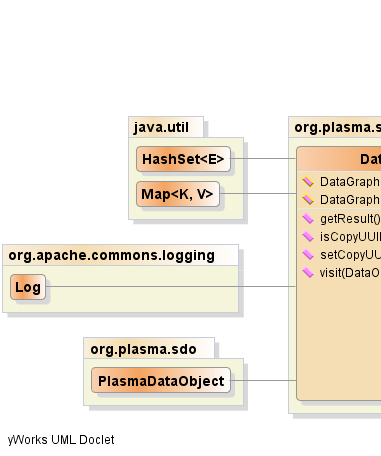 java.util
HashSet<E>
Map<K, V>
org.apache.commons.logging
Log
org.plasma.sdo
PlasmaDataObject
org.plasma.s
Dat
DataGraph
DataGraph
getResult()
isCopyUUI
setCopyUU
visit(DataO
yWorks UML Doclet